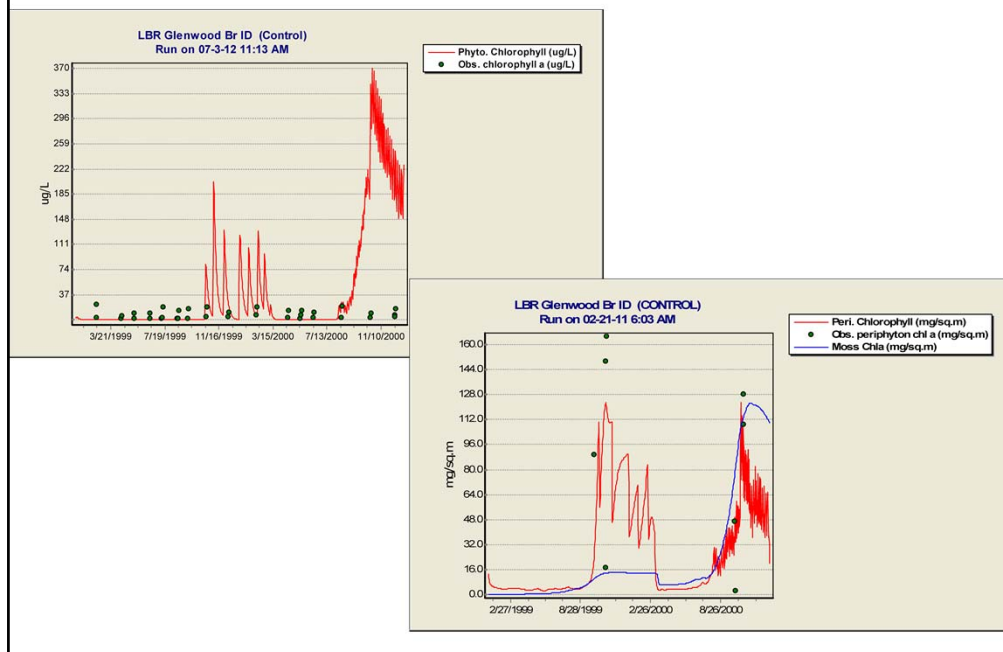 LBR Glenwood Br ID (Control)
Run on 07-3-12 11:13 AM
Phyto. Chlorophyll (ug/L)
Obs. chlorophyll a (ug/L)
370
333
296
259
222
185
148
111
74
37
ug/L
3/21/1999 7/19/1999 11/16/1999 3/15/2000 7/13/2000 11/10/2000
LBR Glenwood Br ID (CONTROL)
Run on 02-21-11 6:03 AM
Peri. Chlorophyll (mg/sq.m)
Obs. periphyton chl a (mg/sq.m)
Moss Chla (mg/sq.m)
160.0
144.0
128.0
112.0
96.0
80.0
64.0
48.0
32.0
16.0
0.0
mg/sq.m
2/27/1999 8/28/1999 2/26/2000 8/26/2000